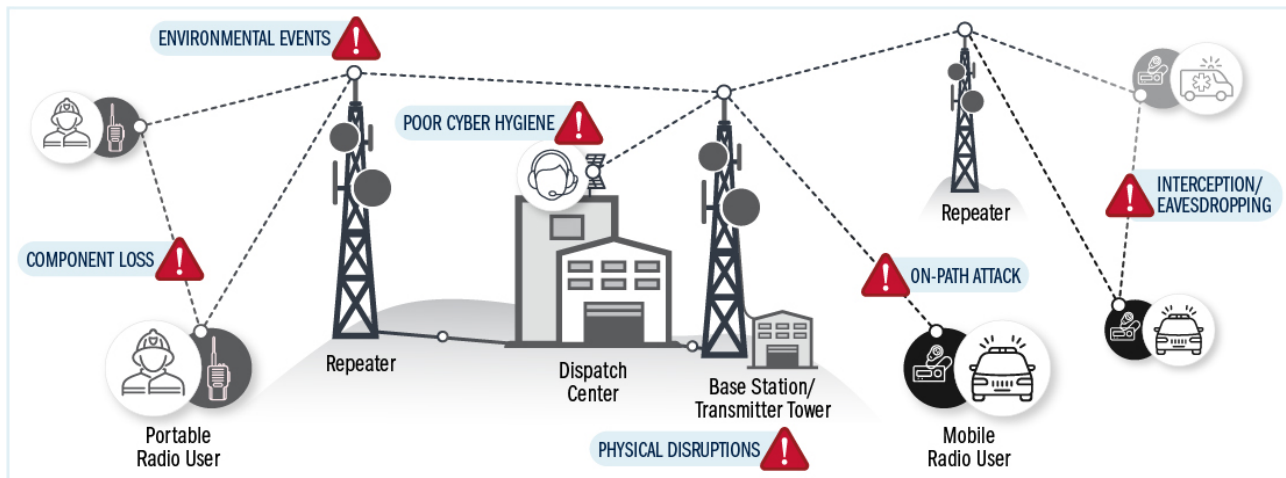 ENVIRONMENTAL EVENTS
POOR CYBER HYGIENE
INTERCEPTION/
EAVESDROPPING
Repeater
COMPONENT LOSS
ON-PATH ATTACK
Repeater
Dispatch
Center
Base Station/
Transmitter Tower
Portable
Radio User
PHYSICAL DISRUPTIONS
Mobile
Radio User